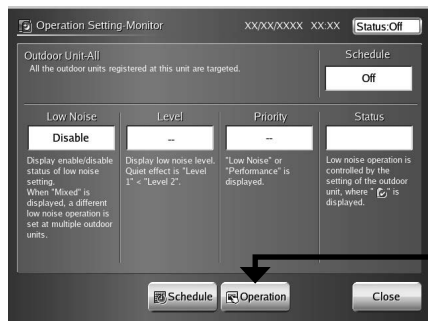 Operation Setting-Monitor XX/XX/XXXX XX:XX Status:Off
Outdoor Unit-All
All the outdoor units registered at this unit are targeted.
Schedule
Off
Low Noise Level Priority Status
Disable -- --
Display enable/disable
status of low noise
setting.
When "Mixed" is
displayed, a different
low noise operation is
set at multiple outdoor
units.
Display low noise level.
Quiet effect is "Level
1" < "Level 2".
"Low Noise" or
"Performance" is
displayed.
Low noise operation is
controlled by the
setting of the outdoor
unit, where " " is
displayed.
Schedule Operation Close